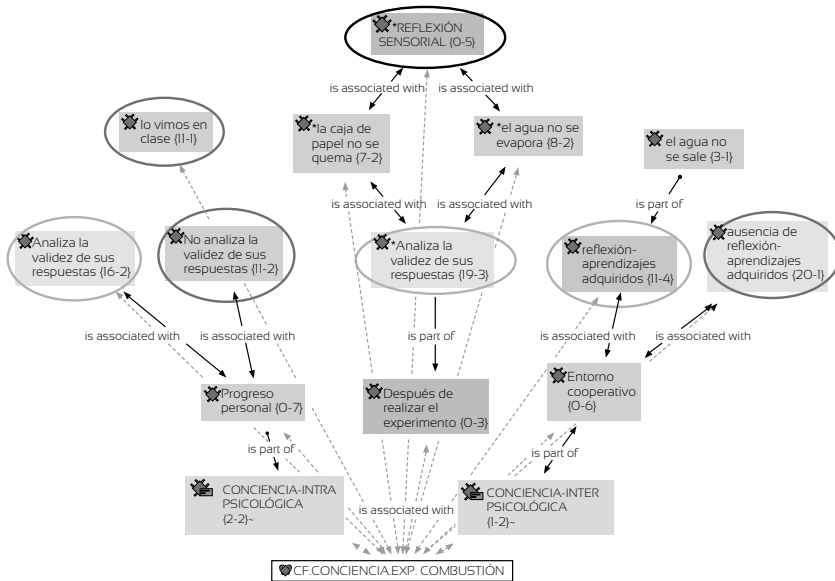 *REFLEXIÓN
SENSORIAL {0-5}
is associated with
is associated with
lo vimos en
clase {11-1}
*la caja de
papel no se
quema {7-2}
*el agua no se
evapora {8-2}
el agua no
se sale {3-1}
is associated with
is associated with
is part of
Analiza la
validez de sus
respuestas {16-2}
No analiza la
validez de sus
respuestas {11-2}
*Analiza la
validez de sus
respuestas {19-3}
reflexión-
aprendizajes
adquiridos {11-4}
ausencia de
reflexión-
aprendizajes
adquiridos {20-1}
is associated with
is associated with
is part of
is associated with
is associated with
Progreso
personal {0-7}
Después de
realizar el
experimento {0-3}
Entorno
cooperativo
{0-6}
is part of
is part of
CONCIENCIA-INTRA
PSICOLÓGICA
{2-2}~
is associated with
CONCIENCIA-INTER
PSICOLÓGICA
{1-2}~
CF.CONCIENCIA.EXP. COMBUSTIÓN